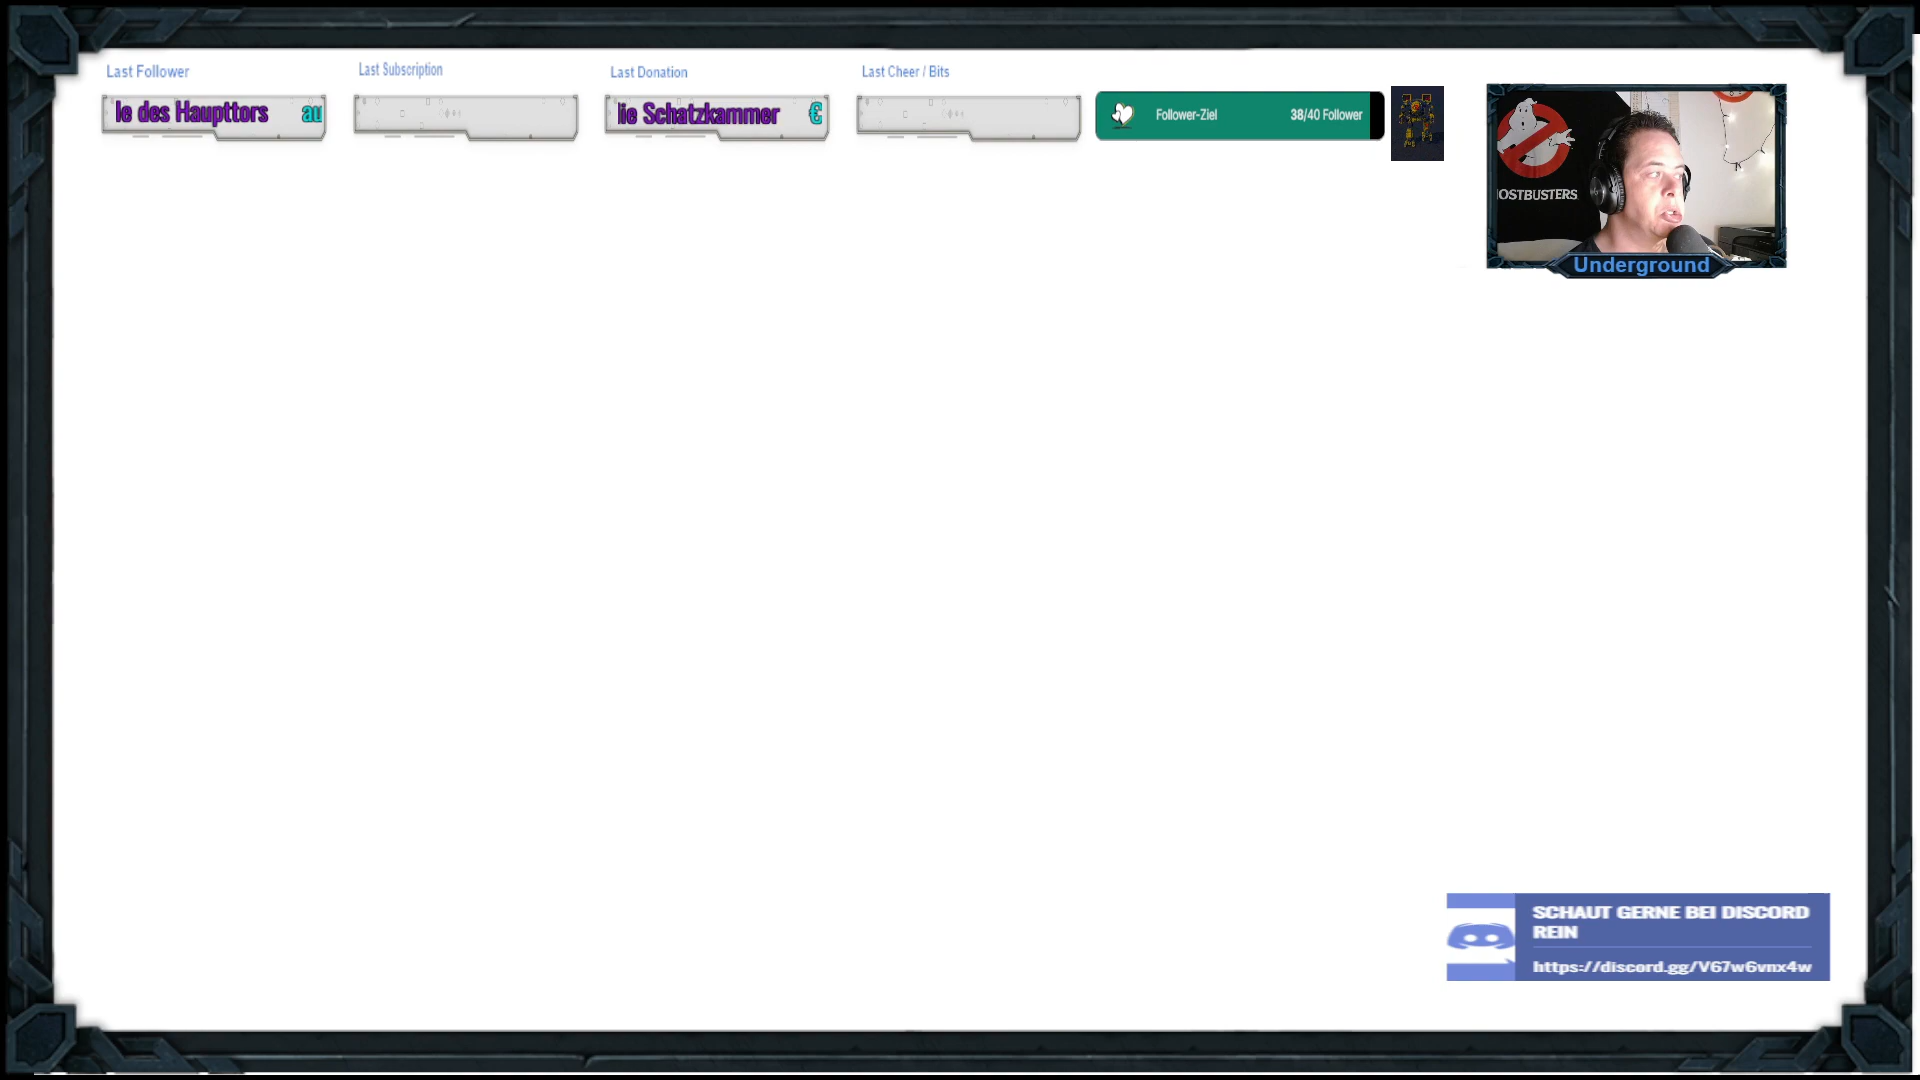 Last Follower
Last Subscription
Last Donation
Last Cheer / Bits
le des Haupttors au
lie Schatzkammer €
Follower-Ziel 38/40 Follower
OSTBUSTERS
Underground
SCHAUT GERNE BEI DISCORD
REIN
https://discord.gg/V67w6vnx4w